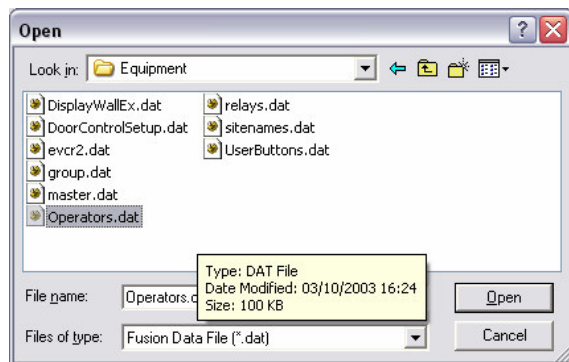 Open
Look in: Equipment
DisplayWallEx.dat
DoorControlSetup.dat
evcr2.dat
group.dat
master.dat
Operators.dat
relays.dat
sitenames.dat
UserButtons.dat
Type: DAT File
Date Modified: 03/10/2003 16:24
Size: 100 KB
File name: Operators.d
Open
Files of type: Fusion Data File (*.dat)
Cancel